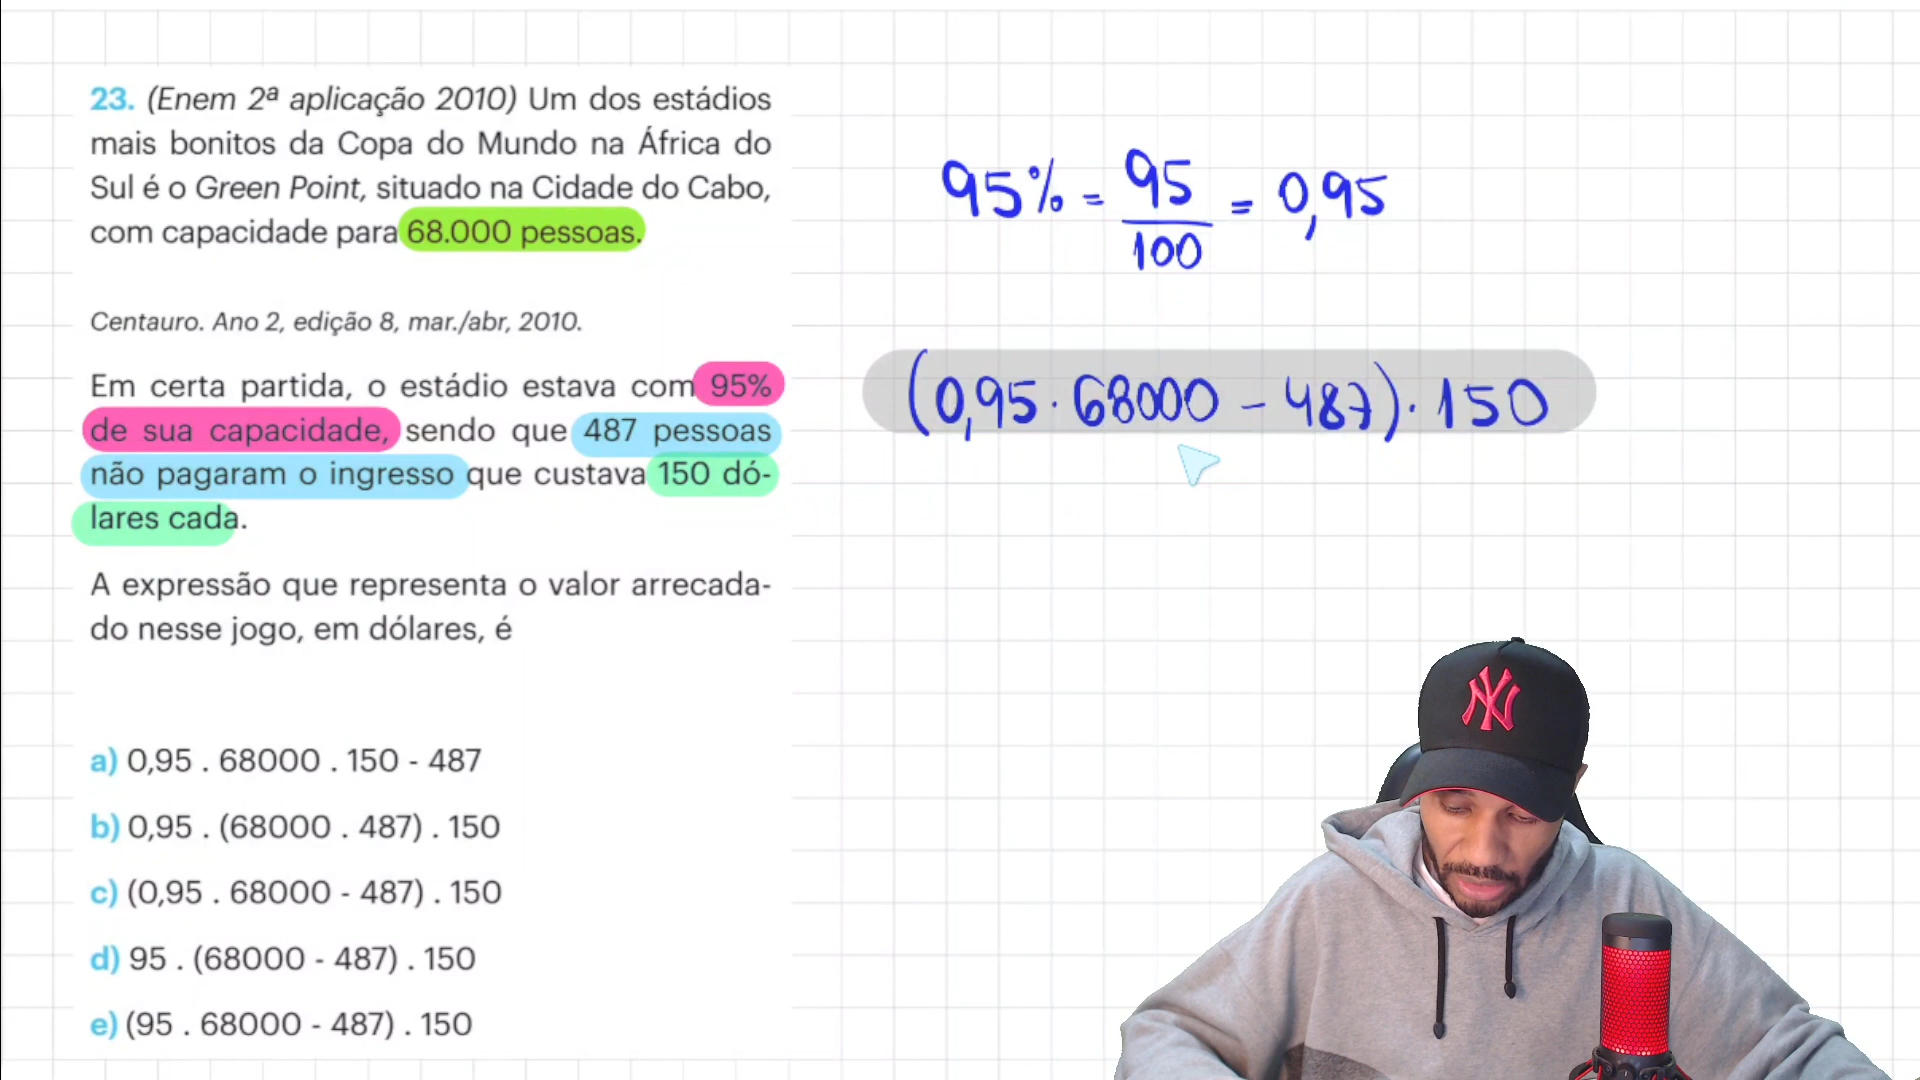 23. (Enem 2ª aplicação 2010) Um dos estádios
mais bonitos da Copa do Mundo na África do
Sul é o Green Point, situado na Cidade do Cabo,
com capacidade para 68.000 pessoas.
Centauro. Ano 2, edição 8, mar./abr, 2010.
Em certa partida, o estádio estava com 95%
de sua capacidade, sendo que 487 pessoas
não pagaram o ingresso que custava 150 dó-
lares cada.
A expressão que representa o valor arrecada-
do nesse jogo, em dólares, é
a) 0,95 . 68000 . 150 - 487
b) 0,95 . (68000 . 487) . 150
c) (0,95 . 68000 - 487) . 150
d) 95 . (68000 - 487) . 150
e) (95 . 68000 - 487) . 150
95% = 95/100 = 0,95
(0,95 · 68000 - 487) · 150
NY